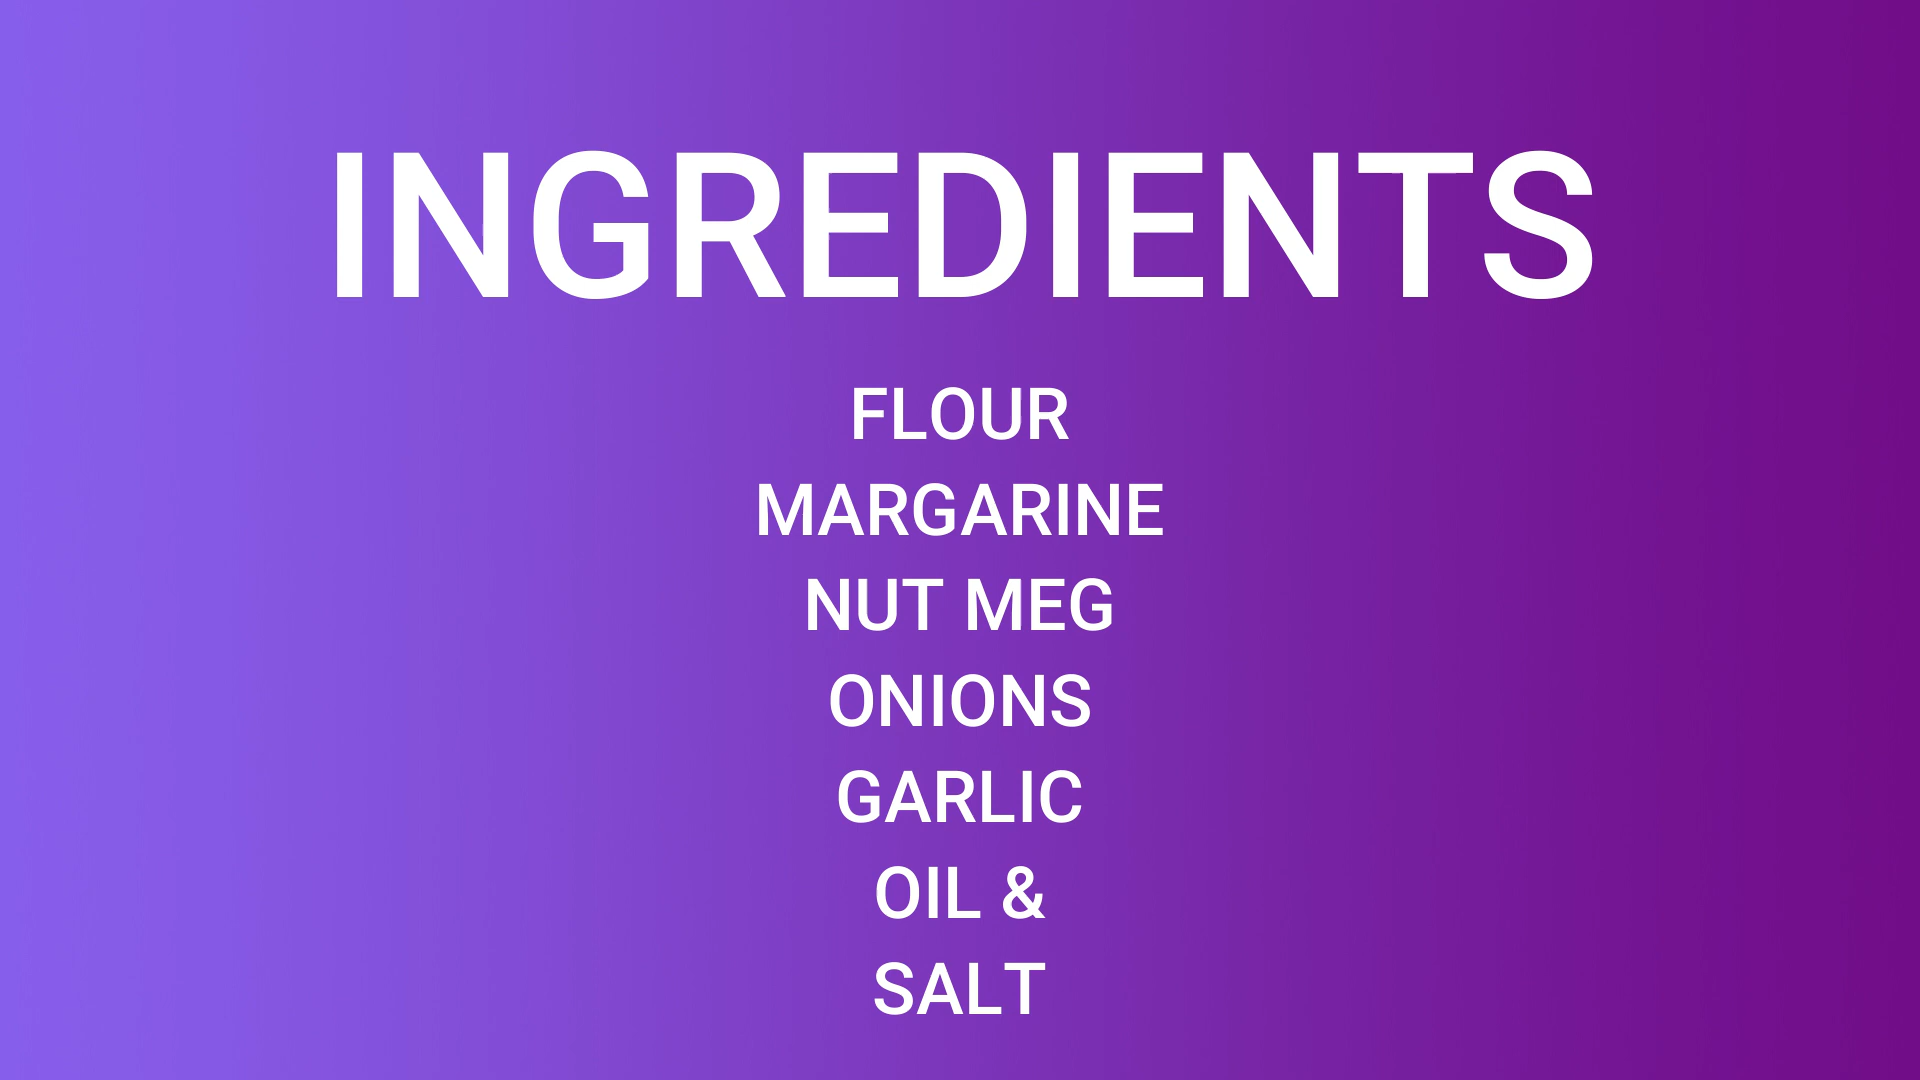 INGREDIENTS
FLOUR
MARGARINE
NUT MEG
ONIONS
GARLIC
OIL &
SALT